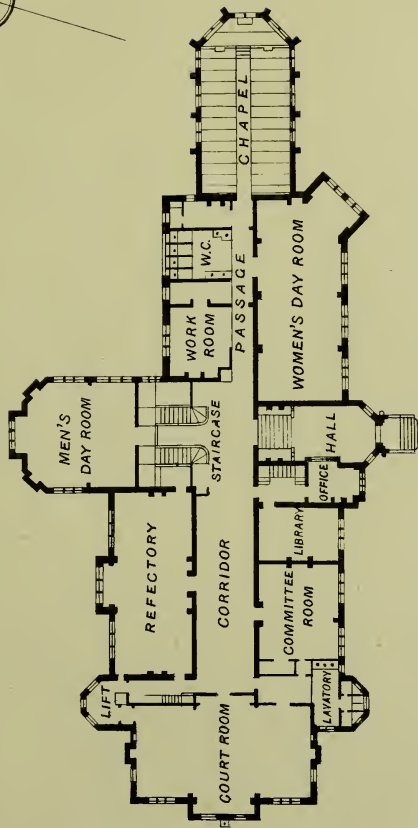 CHAPEL
W.C.
WORK
ROOM
PASSAGE
WOMEN'S DAY ROOM
MEN'S
DAY ROOM
STAIRCASE
HALL
OFFICE
LIBRARY
REFECTORY
CORRIDOR
COMMITTEE
ROOM
LIFT
LAVATORY
COURT ROOM